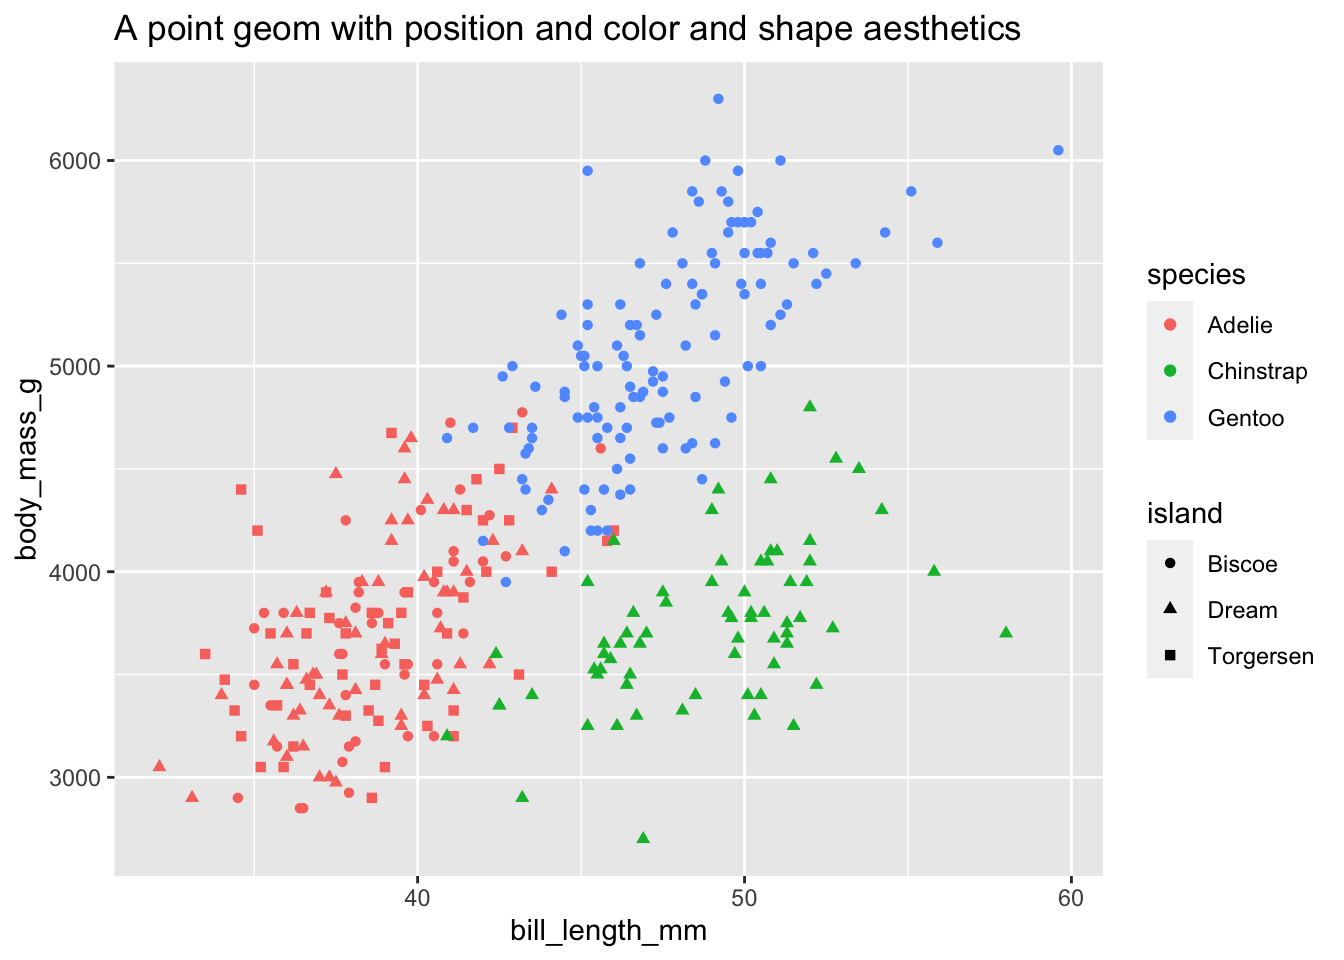 A point geom with position and color and shape aesthetics
6000
5000
4000
3000
body_mass_g
40
50
60
bill_length_mm
species
Adelie
Chinstrap
Gentoo
island
Biscoe
Dream
Torgersen